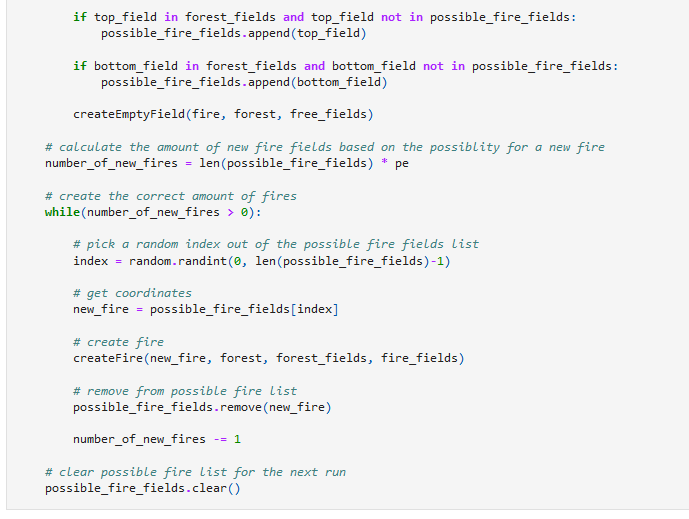 if top_field in forest_fields and top_field not in possible_fire_fields:
possible_fire_fields.append(top_field)
if bottom_field in forest_fields and bottom_field not in possible_fire_fields:
possible_fire_fields.append(bottom_field)
createEmptyField(fire, forest, free_fields)
# calculate the amount of new fire fields based on the possiblity for a new fire
number_of_new_fires = len(possible_fire_fields) * pe
# create the correct amount of fires
while(number_of_new_fires > 0):
# pick a random index out of the possible fire fields list
index = random.randint(0, len(possible_fire_fields)-1)
# get coordinates
new_fire = possible_fire_fields[index]
# create fire
createFire(new_fire, forest, forest_fields, fire_fields)
# remove from possible fire list
possible_fire_fields.remove(new_fire)
number_of_new_fires -= 1
# clear possible fire list for the next run
possible_fire_fields.clear()